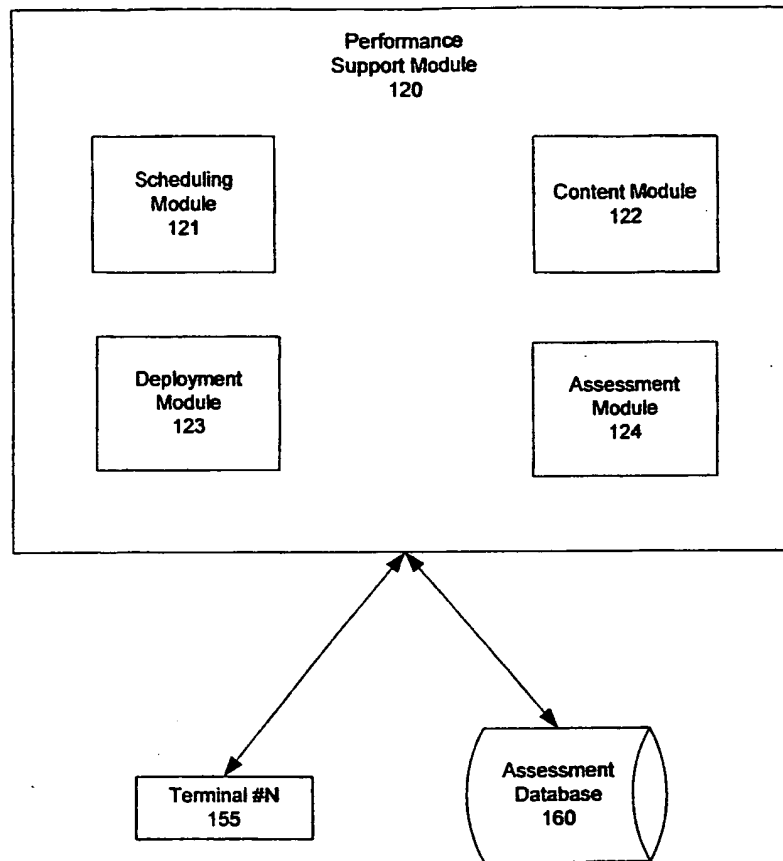 Performance
Support Module
120
Scheduling
Module
121
Content Module
122
Deployment
Module
123
Assessment
Module
124
Terminal #N
155
Assessment
Database
160